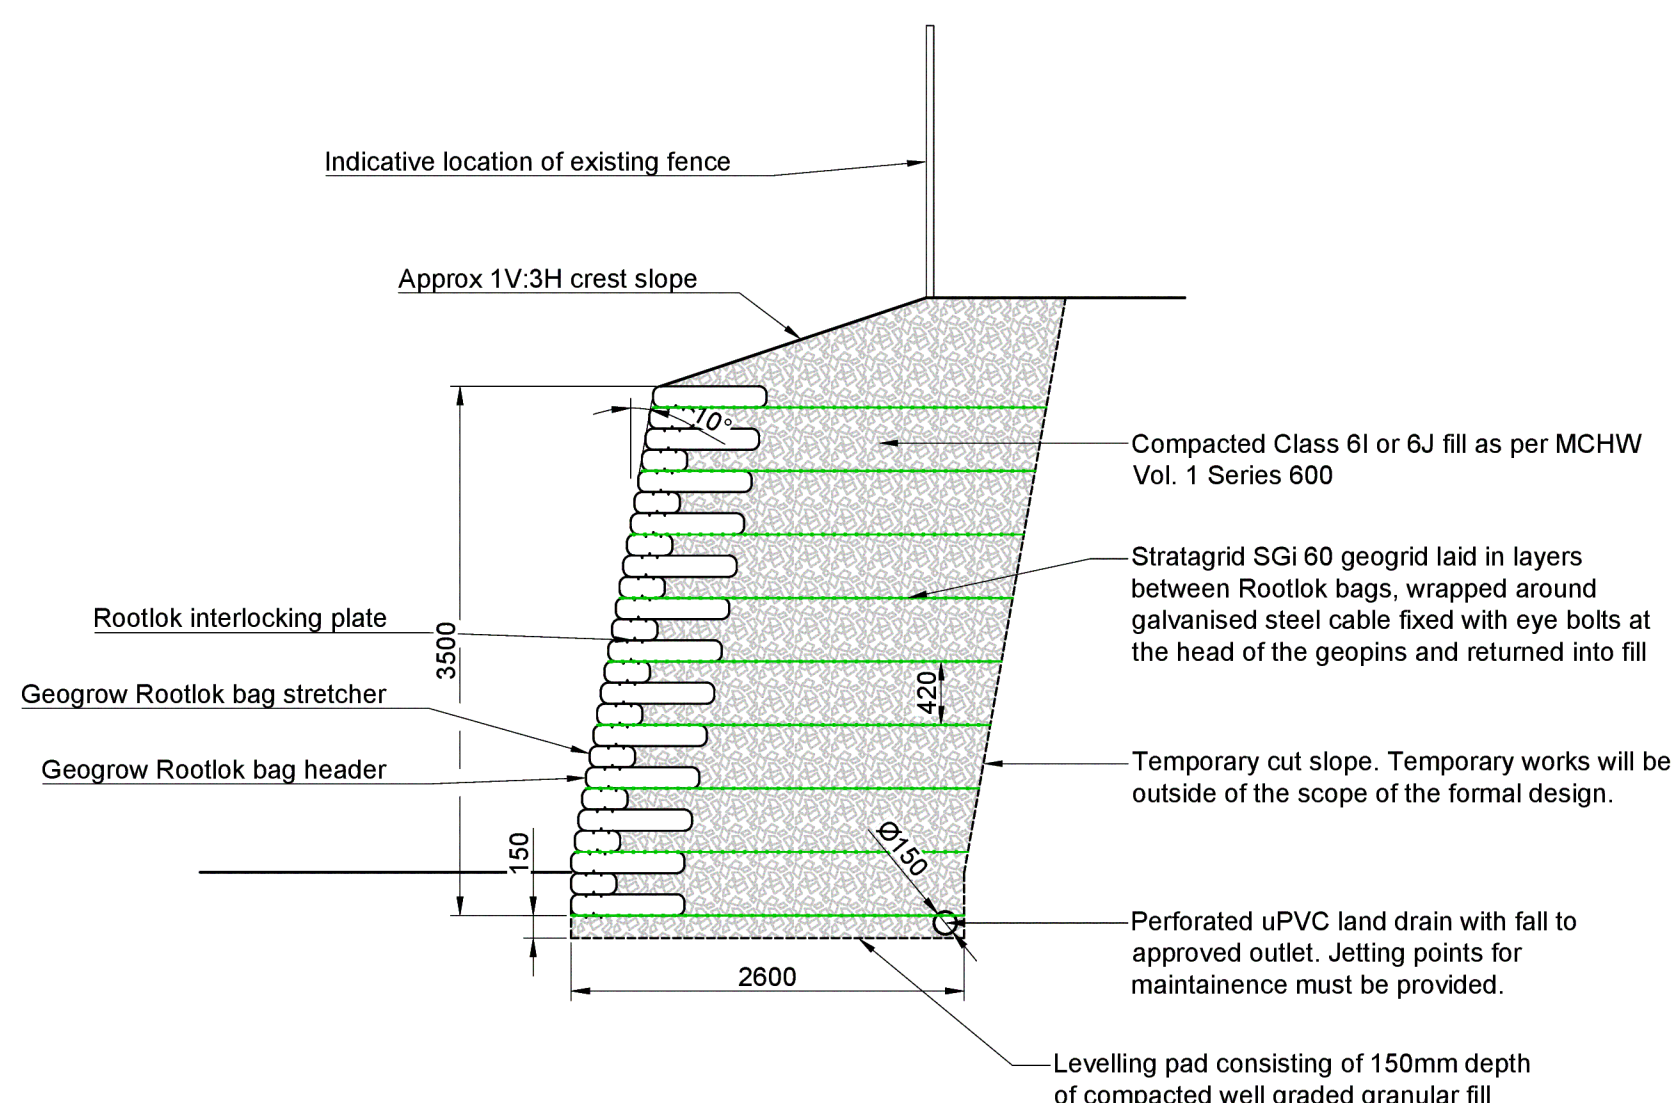 Indicative location of existing fence
Approx 1V:3H crest slope
10°
Compacted Class 6I or 6J fill as per MCHW
Vol. 1 Series 600
Stratagrid SGi 60 geogrid laid in layers
between Rootlok bags, wrapped around
galvanised steel cable fixed with eye bolts at
the head of the geopins and returned into fill
Rootlok interlocking plate
3500
Geogrow Rootlok bag stretcher
420
Geogrow Rootlok bag header
Temporary cut slope. Temporary works will be
outside of the scope of the formal design.
150
Ø150
Perforated uPVC land drain with fall to
approved outlet. Jetting points for
maintainence must be provided.
2600
Levelling pad consisting of 150mm depth
of compacted well graded granular fill